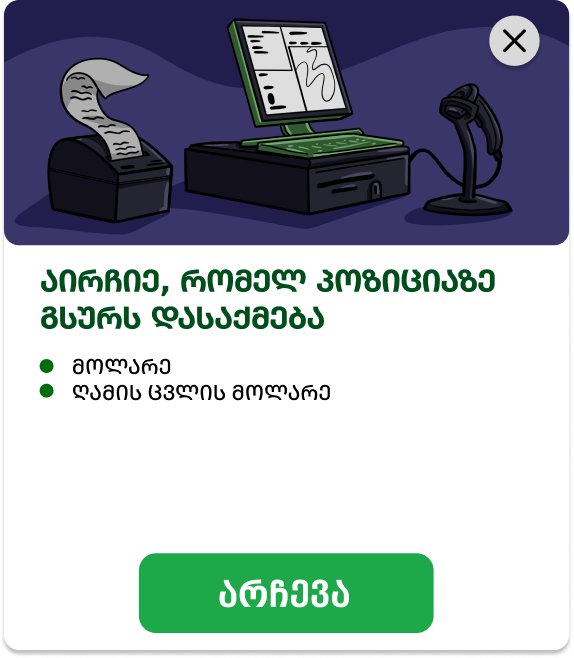 აირჩიე, რომელ პოზიციაზე
გსურს დასაქმება
მოლარე
ღამის ცვლის მოლარე
არჩევა